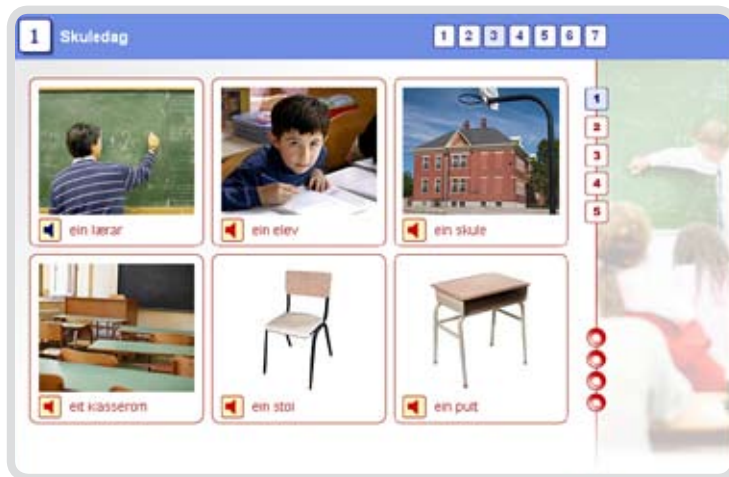 1 Skuledag
1 2 3 4 5 6 7
1
2
3
4
5
ein lærar
ein elev
ein skule
eit klasserom
ein stol
ein pult